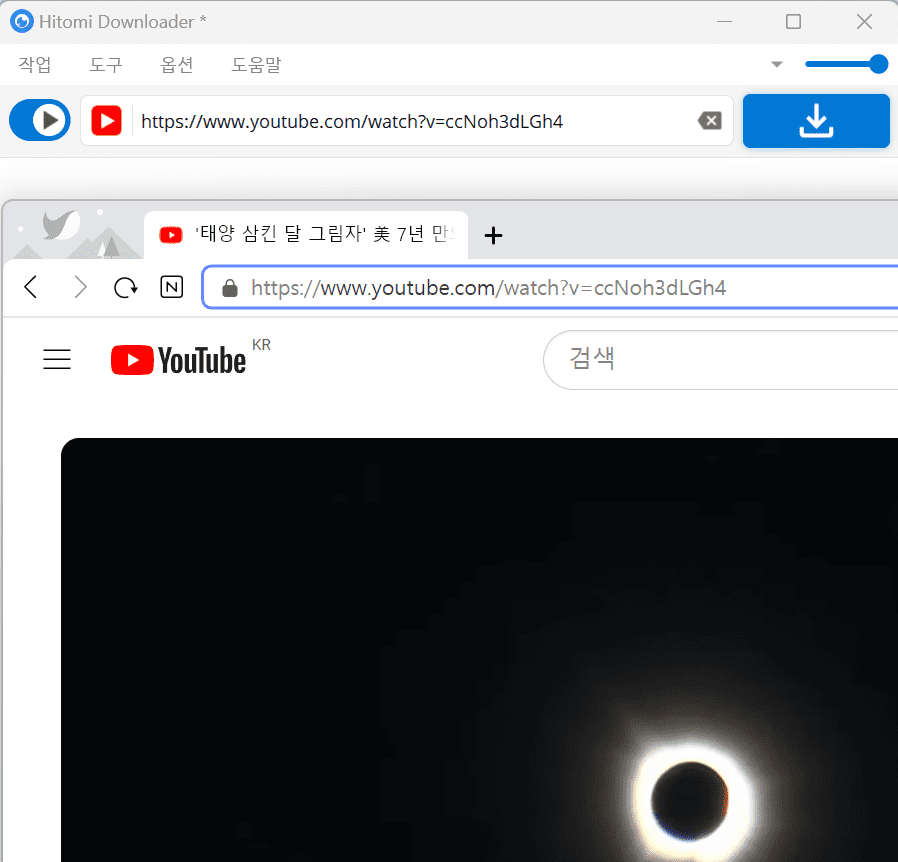 Hitomi Downloader *
작업 도구 옵션 도움말
https://www.youtube.com/watch?v=ccNoh3dLGh4
'태양 삼킨 달 그림자' 美 7년
N https://www.youtube.com/watch?v=ccNoh3dLGh4
YouTube KR
검색